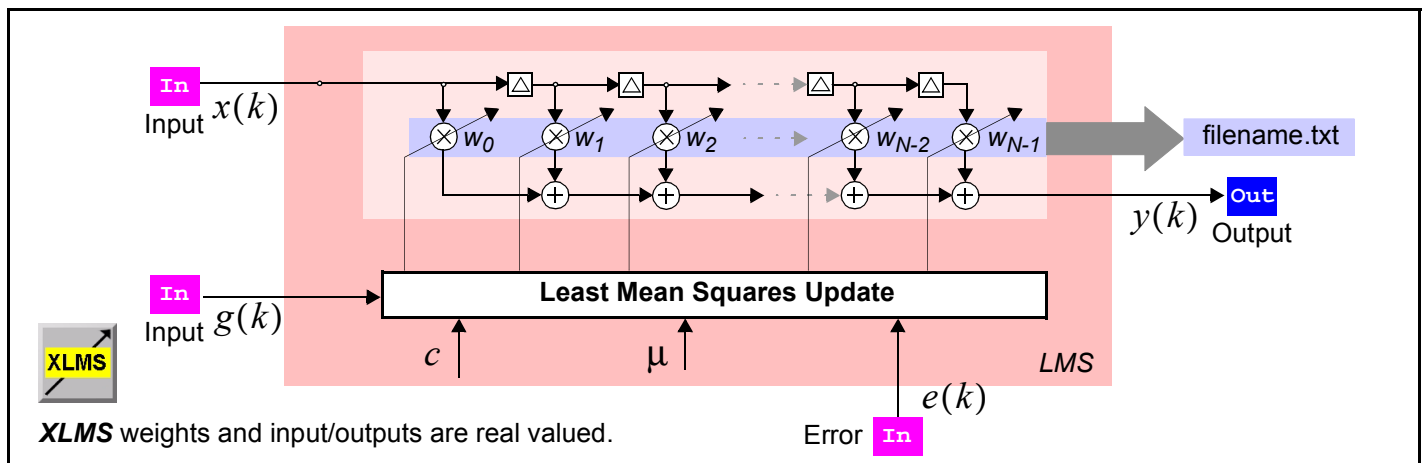 In
Input
x(k)
w0
w1
w2
wN-2
wN-1
filename.txt
Out
Output
y(k)
In
Input
g(k)
Least Mean Squares Update
c
μ
LMS
e(k)
XLMS
XLMS weights and input/outputs are real valued.
Error
In